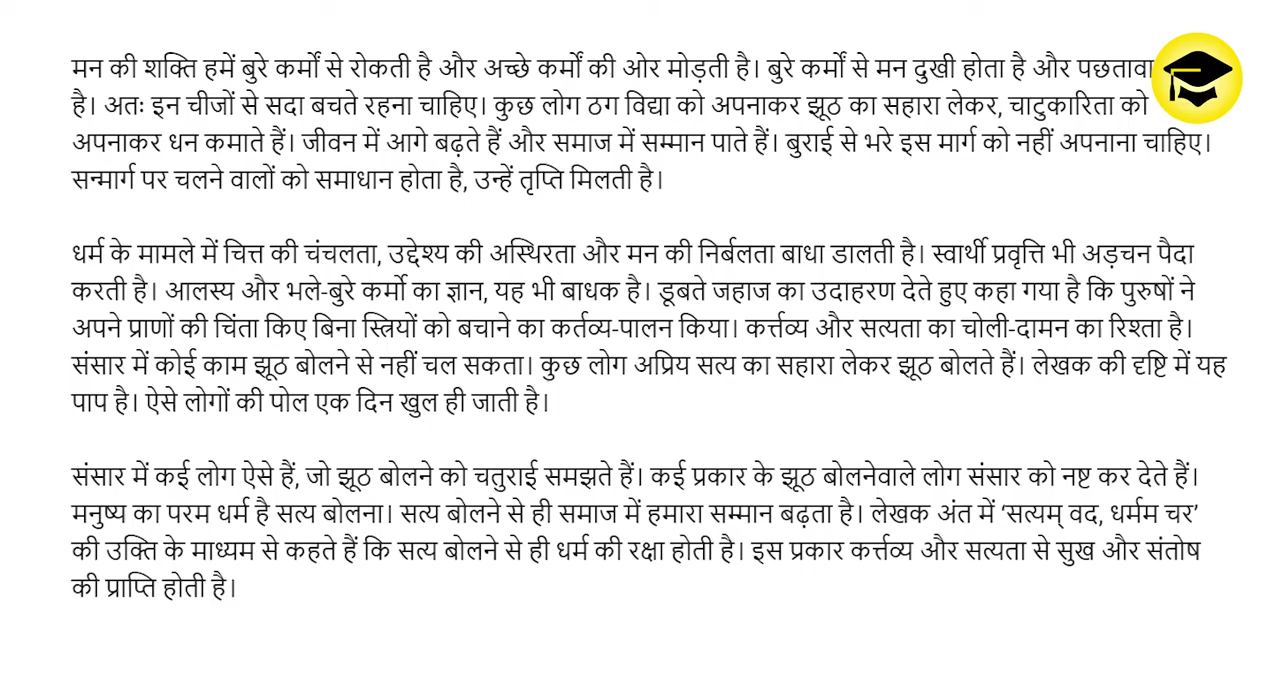 मन की शक्ति हमें बुरे कर्मों से रोकती है और अच्छे कर्मों की ओर मोड़ती है। बुरे कर्मों से मन दुखी होता है और पछतावा
है। अतः इन चीजों से सदा बचते रहना चाहिए। कुछ लोग ठग विद्या को अपनाकर झूठ का सहारा लेकर, चाटुकारिता को
अपनाकर धन कमाते हैं। जीवन में आगे बढ़ते हैं और समाज में सम्मान पाते हैं। बुराई से भरे इस मार्ग को नहीं अपनाना चाहिए।
सन्मार्ग पर चलने वालों को समाधान होता है, उन्हें तृप्ति मिलती है।
धर्म के मामले में चित्त की चंचलता, उद्देश्य की अस्थिरता और मन की निर्बलता बाधा डालती है। स्वार्थी प्रवृत्ति भी अड़चन पैदा
करती है। आलस्य और भले-बुरे कर्मो का ज्ञान, यह भी बाधक है। डूबते जहाज का उदाहरण देते हुए कहा गया है कि पुरुषों ने
अपने प्राणों की चिंता किए बिना स्त्रियों को बचाने का कर्तव्य-पालन किया। कर्त्तव्य और सत्यता का चोली-दामन का रिश्ता है।
संसार में कोई काम झूठ बोलने से नहीं चल सकता। कुछ लोग अप्रिय सत्य का सहारा लेकर झूठ बोलते हैं। लेखक की दृष्टि में यह
पाप है। ऐसे लोगों की पोल एक दिन खुल ही जाती है।
संसार में कई लोग ऐसे हैं, जो झूठ बोलने को चतुराई समझते हैं। कई प्रकार के झूठ बोलनेवाले लोग संसार को नष्ट कर देते हैं।
मनुष्य का परम धर्म है सत्य बोलना। सत्य बोलने से ही समाज में हमारा सम्मान बढ़ता है। लेखक अंत में ‘सत्यम् वद, धर्मम चर’
की उक्ति के माध्यम से कहते हैं कि सत्य बोलने से ही धर्म की रक्षा होती है। इस प्रकार कर्त्तव्य और सत्यता से सुख और संतोष
की प्राप्ति होती है।